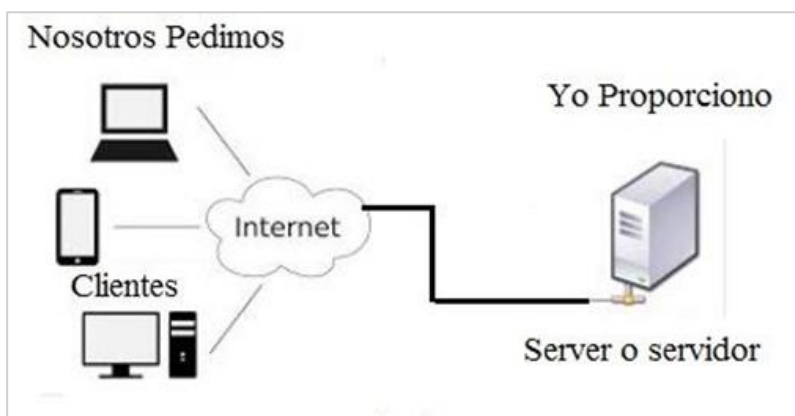 Nosotros Pedimos
Yo Proporciono
Internet
Clientes
Server o servidor